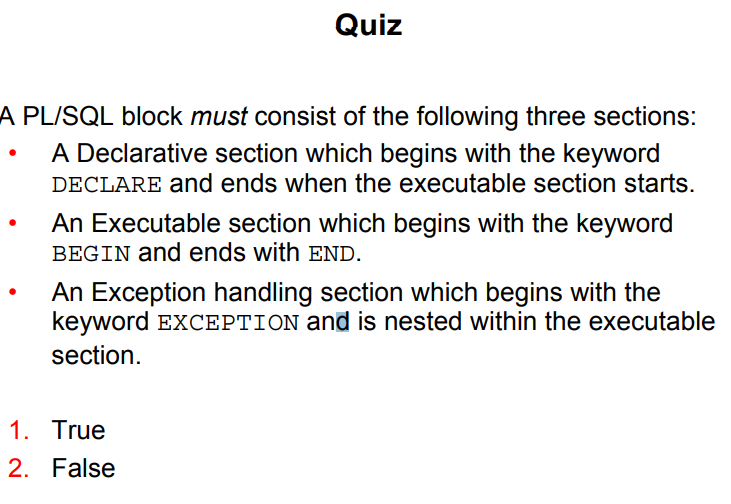 Quiz
A PL/SQL block must consist of the following three sections:
• A Declarative section which begins with the keyword
DECLARE and ends when the executable section starts.
• An Executable section which begins with the keyword
BEGIN and ends with END.
• An Exception handling section which begins with the
keyword EXCEPTION and is nested within the executable
section.
1. True
2. False